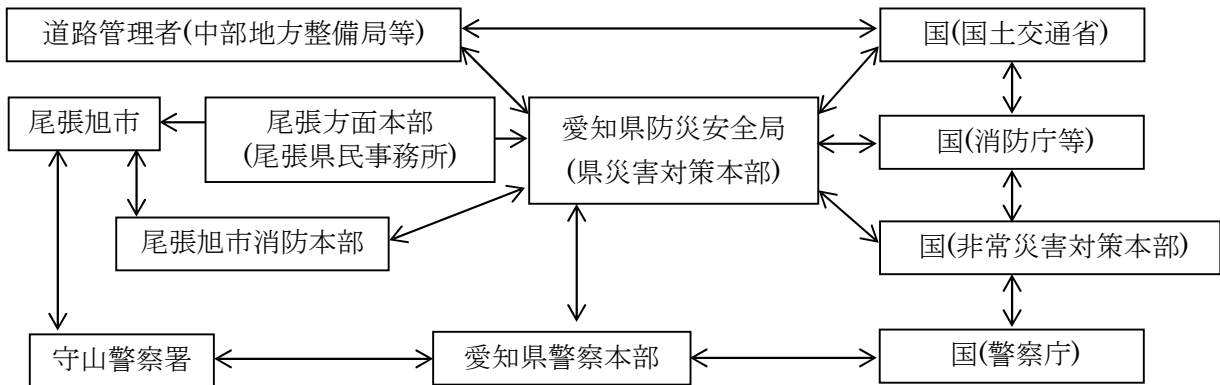 道路管理者(中部地方整備局等)
国(国土交通省)
尾張旭市
尾張方面本部
(尾張県民事務所)
愛知県防災安全局
(県災害対策本部)
国(消防庁等)
尾張旭市消防本部
国(非常災害対策本部)
守山警察署
愛知県警察本部
国(警察庁)